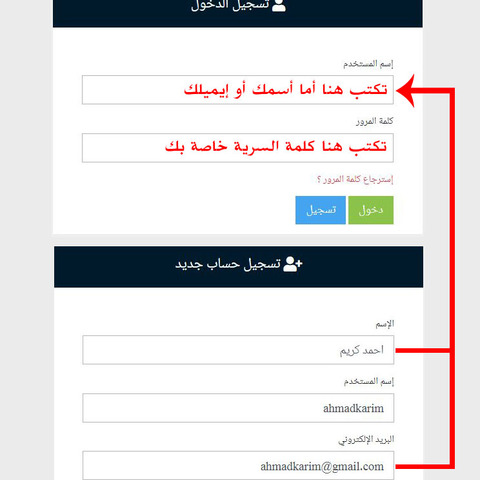 تسجيل الدخول
إسم المستخدم
تكتب هنا أما أسمك أو إيميلك
كلمة المرور
تكتب هنا كلمة السرية خاصة بك
إسترجاع كلمة المرور ؟
دخول تسجيل
تسجيل حساب جديد
الإسم
احمد كريم
إسم المستخدم
ahmadkarim
البريد الإلكتروني
ahmadkarim@gmail.com